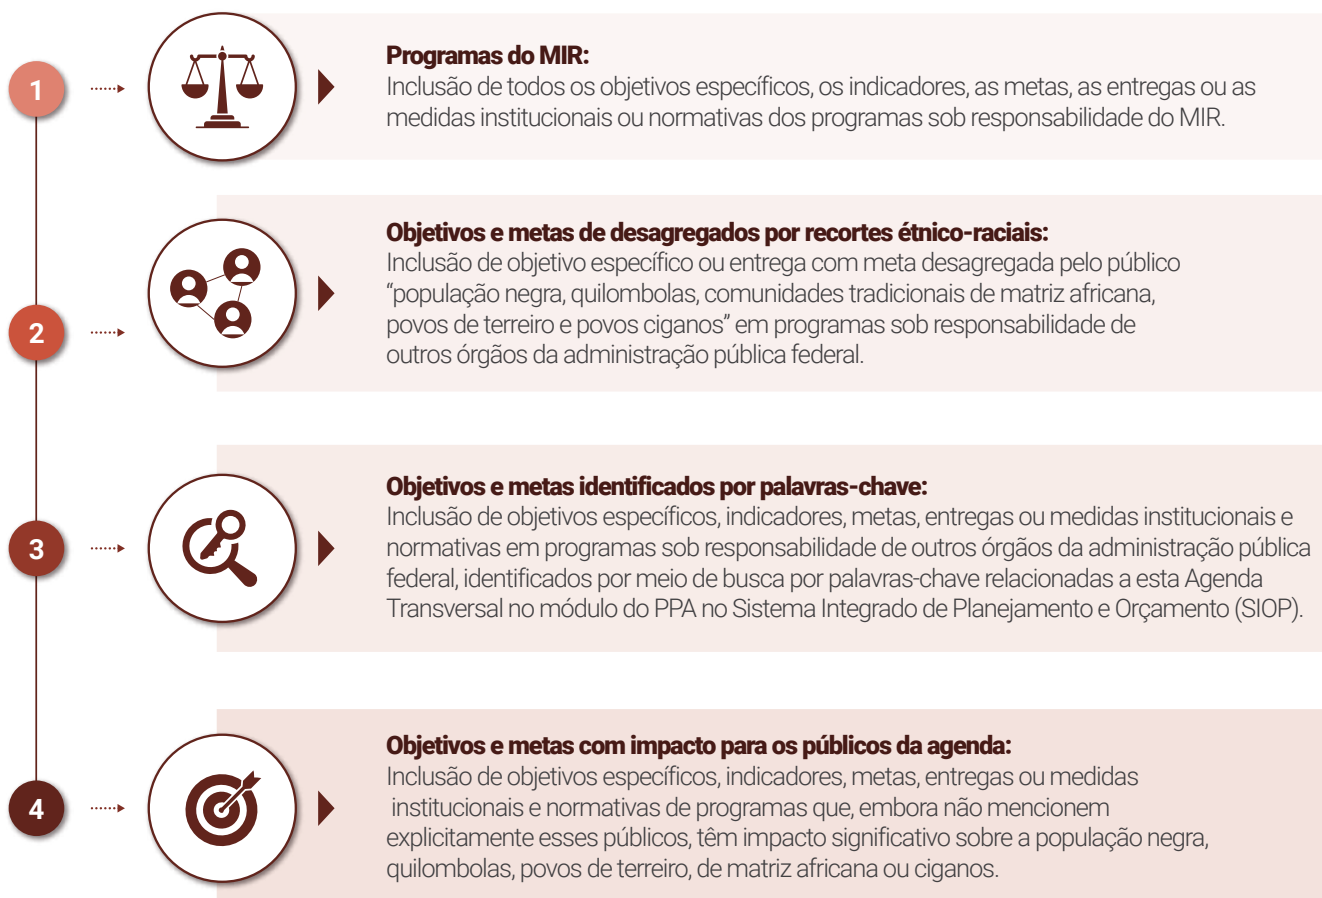 1
Programas do MIR:
Inclusão de todos os objetivos específicos, os indicadores, as metas, as entregas ou as
medidas institucionais ou normativas dos programas sob responsabilidade do MIR.
2
Objetivos e metas de desagregados por recortes étnico-raciais:
Inclusão de objetivo específico ou entrega com meta desagregada pelo público
“população negra, quilombolas, comunidades tradicionais de matriz africana,
povos de terreiro e povos ciganos” em programas sob responsabilidade de
outros órgãos da administração pública federal.
3
Objetivos e metas identificados por palavras-chave:
Inclusão de objetivos específicos, indicadores, metas, entregas ou medidas institucionais e
normativas em programas sob responsabilidade de outros órgãos da administração pública
federal, identificados por meio de busca por palavras-chave relacionadas a esta Agenda
Transversal no módulo do PPA no Sistema Integrado de Planejamento e Orçamento (SIOP).
4
Objetivos e metas com impacto para os públicos da agenda:
Inclusão de objetivos específicos, indicadores, metas, entregas ou medidas
institucionais e normativas de programas que, embora não mencionem
explicitamente esses públicos, têm impacto significativo sobre a população negra,
quilombolas, povos de terreiro, de matriz africana ou ciganos.